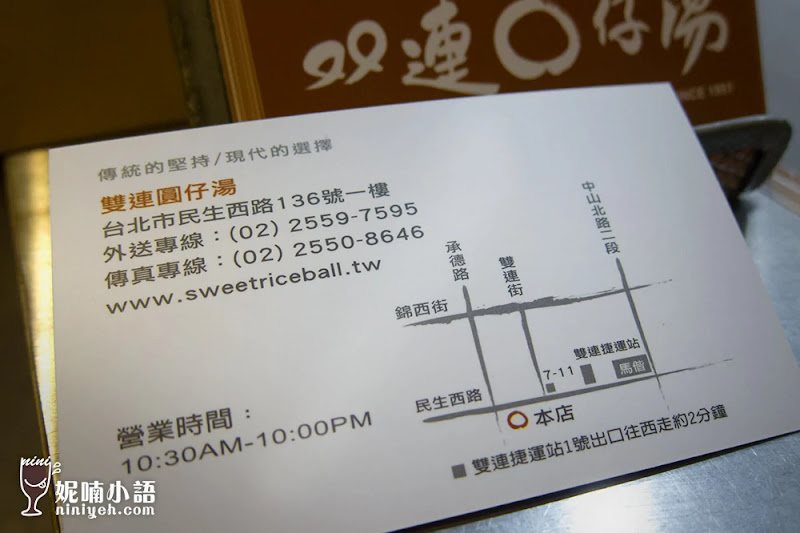 双連〇仔湯
SINCE 1951
傳統的堅持/現代的選擇
雙連圓仔湯
台北市民生西路136號一樓
外送專線：(02) 2559-7595
傳真專線：(02) 2550-8646
www.sweetriceball.tw
中山北路二段
承德路
雙連街
錦西街
雙連捷運站
7-11
馬偕
民生西路
本店
營業時間：
10:30AM-10:00PM
雙連捷運站1號出口往西走約2分鐘
nini
妮喃小語
niniyeh.com